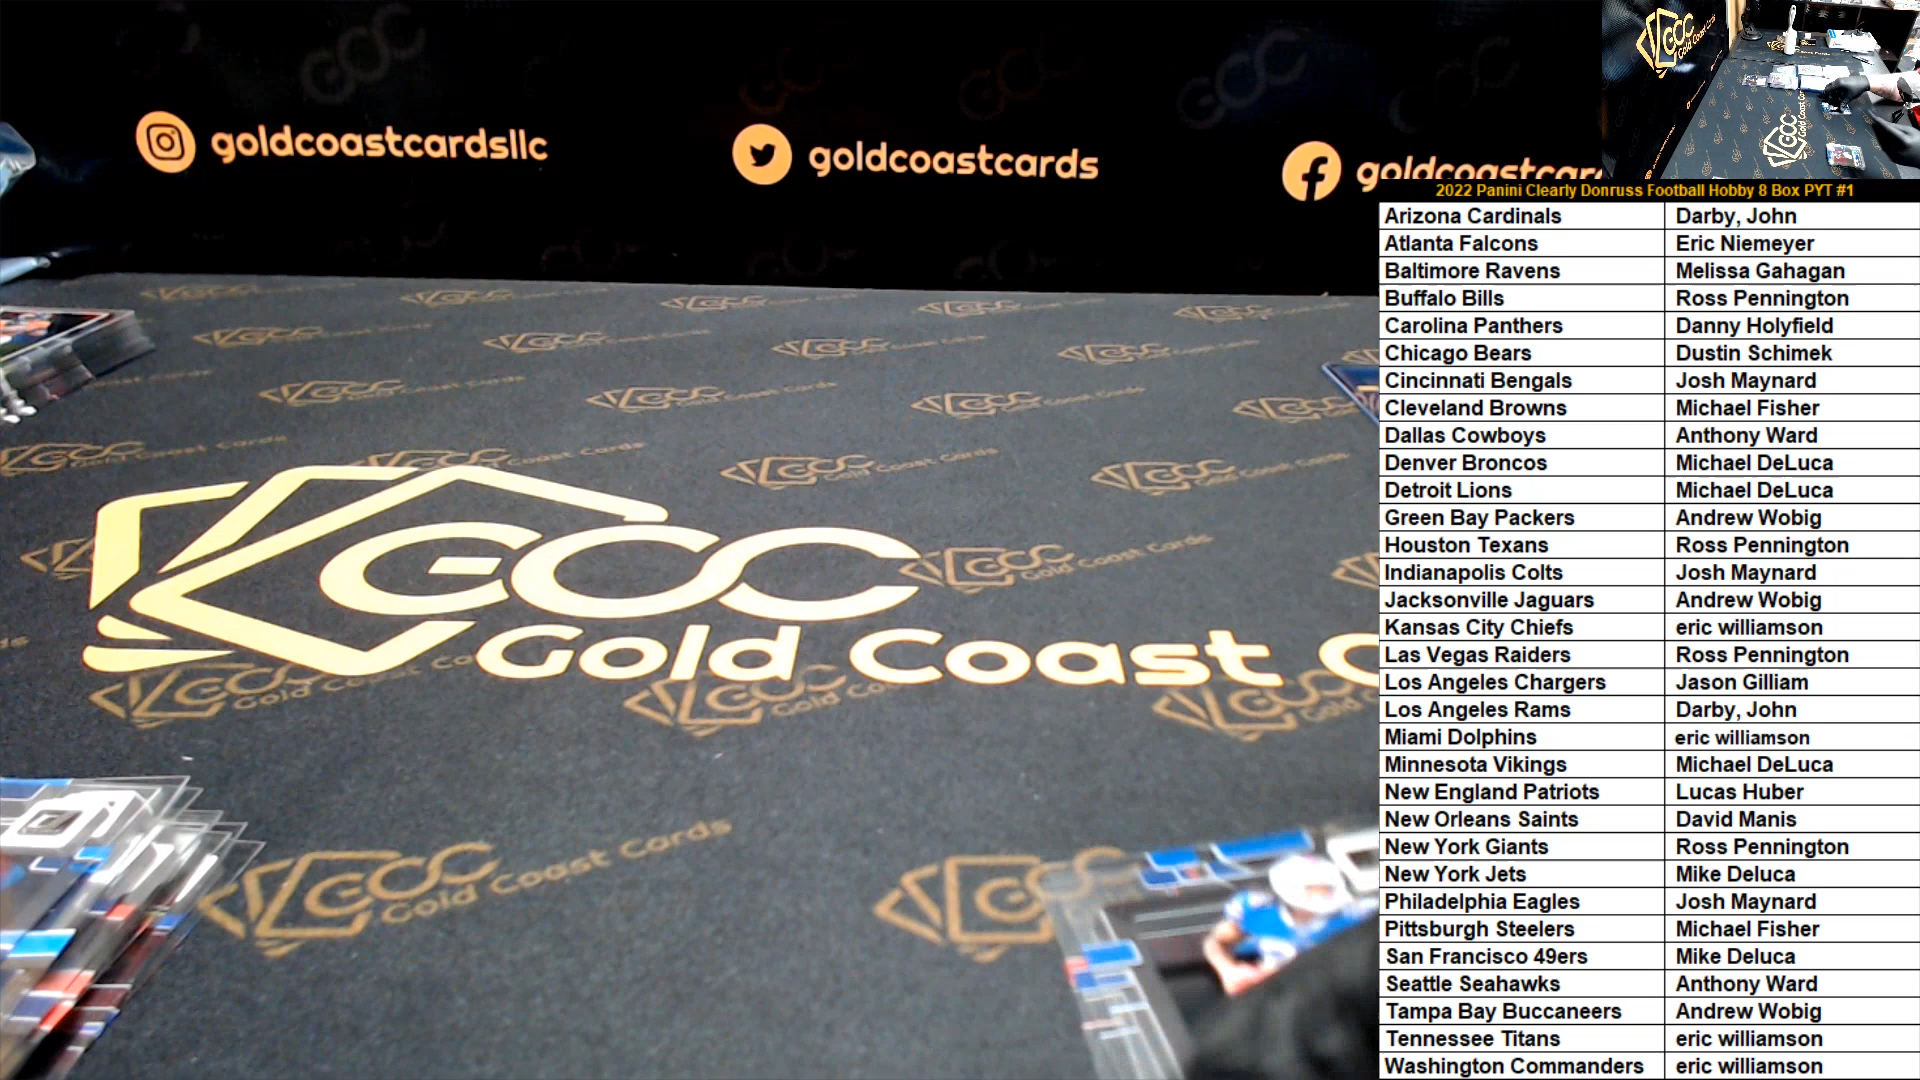 goldcoastcardsllc
goldcoastcards
goldcoastcar
GCC
Gold Coast
GCC
Gold Coast Cards
2022 Panini Clearly Donruss Football Hobby 8 Box PYT #1
Arizona Cardinals Darby, John
Atlanta Falcons Eric Niemeyer
Baltimore Ravens Melissa Gahagan
Buffalo Bills Ross Pennington
Carolina Panthers Danny Holyfield
Chicago Bears Dustin Schimek
Cincinnati Bengals Josh Maynard
Cleveland Browns Michael Fisher
Dallas Cowboys Anthony Ward
Denver Broncos Michael DeLuca
Detroit Lions Michael DeLuca
Green Bay Packers Andrew Wobig
Houston Texans Ross Pennington
Indianapolis Colts Josh Maynard
Jacksonville Jaguars Andrew Wobig
Kansas City Chiefs eric williamson
Las Vegas Raiders Ross Pennington
Los Angeles Chargers Jason Gilliam
Los Angeles Rams Darby, John
Miami Dolphins eric williamson
Minnesota Vikings Michael DeLuca
New England Patriots Lucas Huber
New Orleans Saints David Manis
New York Giants Ross Pennington
New York Jets Mike Deluca
Philadelphia Eagles Josh Maynard
Pittsburgh Steelers Michael Fisher
San Francisco 49ers Mike Deluca
Seattle Seahawks Anthony Ward
Tampa Bay Buccaneers Andrew Wobig
Tennessee Titans eric williamson
Washington Commanders eric williamson